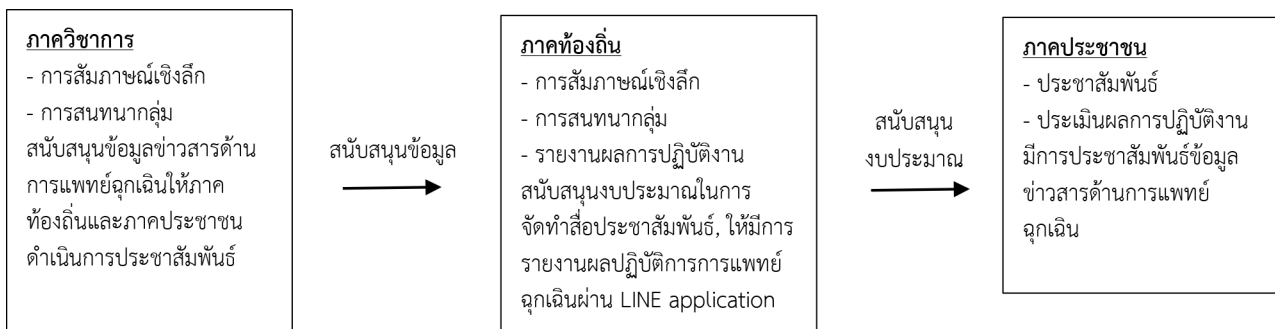 ภาควิชาการ
- การสัมภาษณ์เชิงลึก
- การสนทนากลุ่ม
สนับสนุนข้อมูลข่าวสารด้าน
การแพทย์ฉุกเฉินให้ภาค
ท้องถิ่นและภาคประชาชน
ดำเนินการประชาสัมพันธ์
สนับสนุนข้อมูล
ภาคท้องถิ่น
- การสัมภาษณ์เชิงลึก
- การสนทนากลุ่ม
- รายงานผลการปฏิบัติงาน
สนับสนุนงบประมาณในการ
จัดทำสื่อประชาสัมพันธ์, ให้มีการ
รายงานผลปฏิบัติการการแพทย์
ฉุกเฉินผ่าน LINE application
สนับสนุน
งบประมาณ
ภาคประชาชน
- ประชาสัมพันธ์
- ประเมินผลการปฏิบัติงาน
มีการประชาสัมพันธ์ข้อมูล
ข่าวสารด้านการแพทย์
ฉุกเฉิน